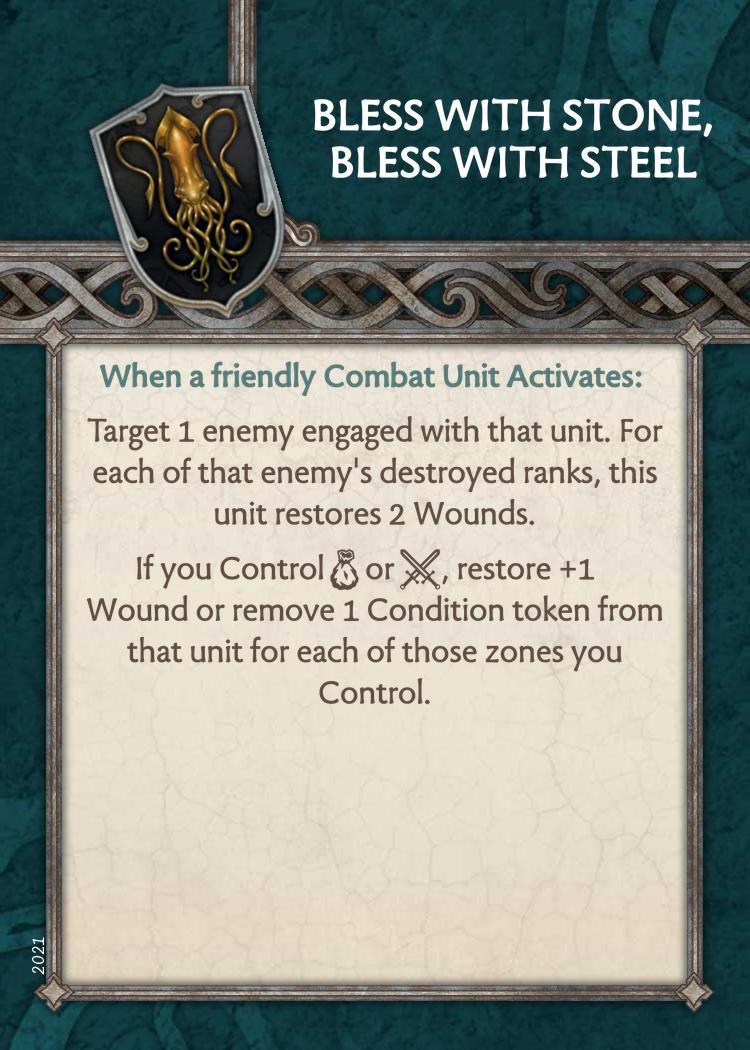 BLESS WITH STONE,
BLESS WITH STEEL
When a friendly Combat Unit Activates:
Target 1 enemy engaged with that unit. For
each of that enemy's destroyed ranks, this
unit restores 2 Wounds.
If you Control or , restore +1
Wound or remove 1 Condition token from
that unit for each of those zones you
Control.
2021